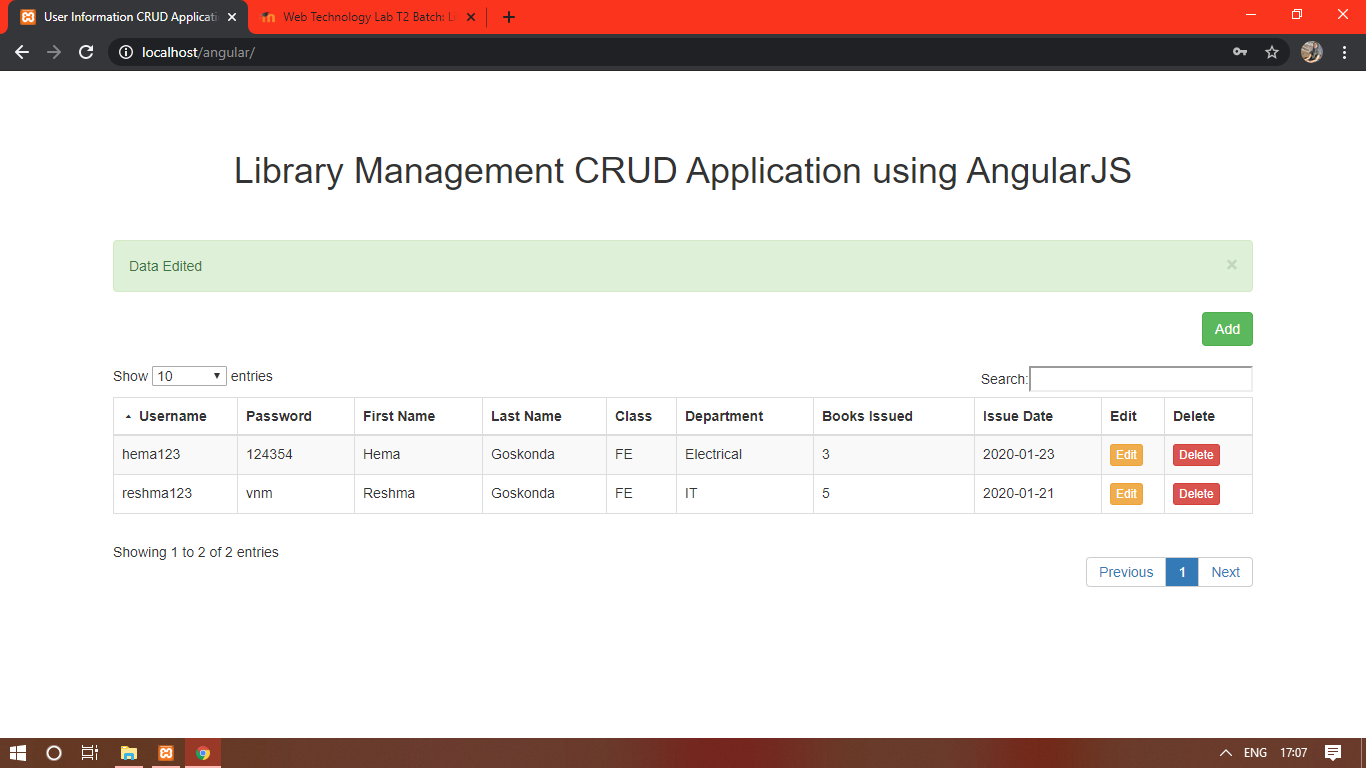 User Information CRUD Applicati
Web Technology Lab T2 Batch: Li
localhost/angular/
Library Management CRUD Application using AngularJS
Data Edited ×
Add
Show 10 entries Search:
Username Password First Name Last Name Class Department Books Issued Issue Date Edit Delete
hema123 124354 Hema Goskonda FE Electrical 3 2020-01-23 Edit Delete
reshma123 vnm Reshma Goskonda FE IT 5 2020-01-21 Edit Delete
Showing 1 to 2 of 2 entries
Previous 1 Next
ENG 17:07